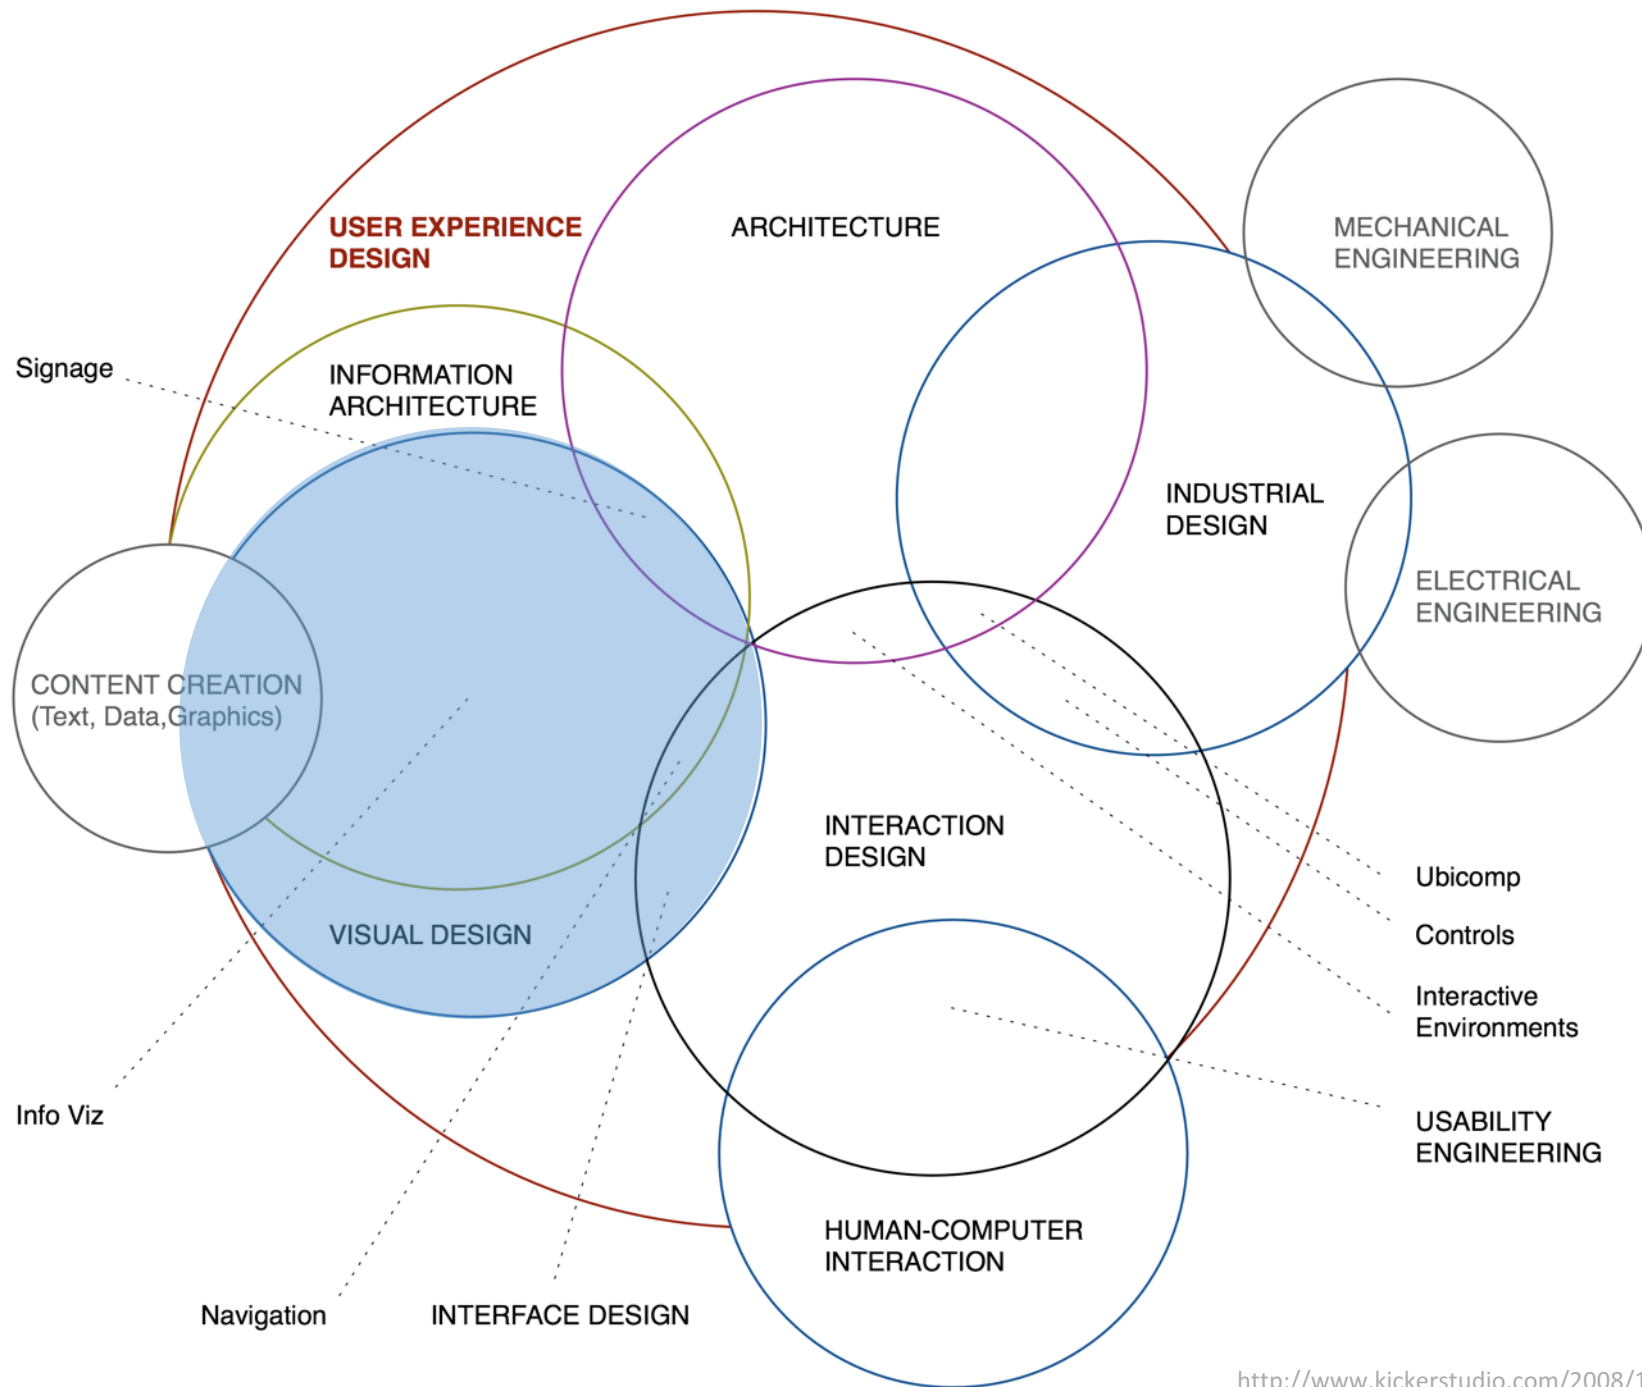 USER EXPERIENCE
DESIGN
ARCHITECTURE
MECHANICAL
ENGINEERING
Signage
INFORMATION
ARCHITECTURE
INDUSTRIAL
DESIGN
ELECTRICAL
ENGINEERING
CONTENT CREATION
(Text, Data,Graphics)
INTERACTION
DESIGN
VISUAL DESIGN
Ubicomp
Controls
Interactive
Environments
Info Viz
USABILITY
ENGINEERING
HUMAN-COMPUTER
INTERACTION
Navigation
INTERFACE DESIGN
http://www.kickerstudio.com/2008/1